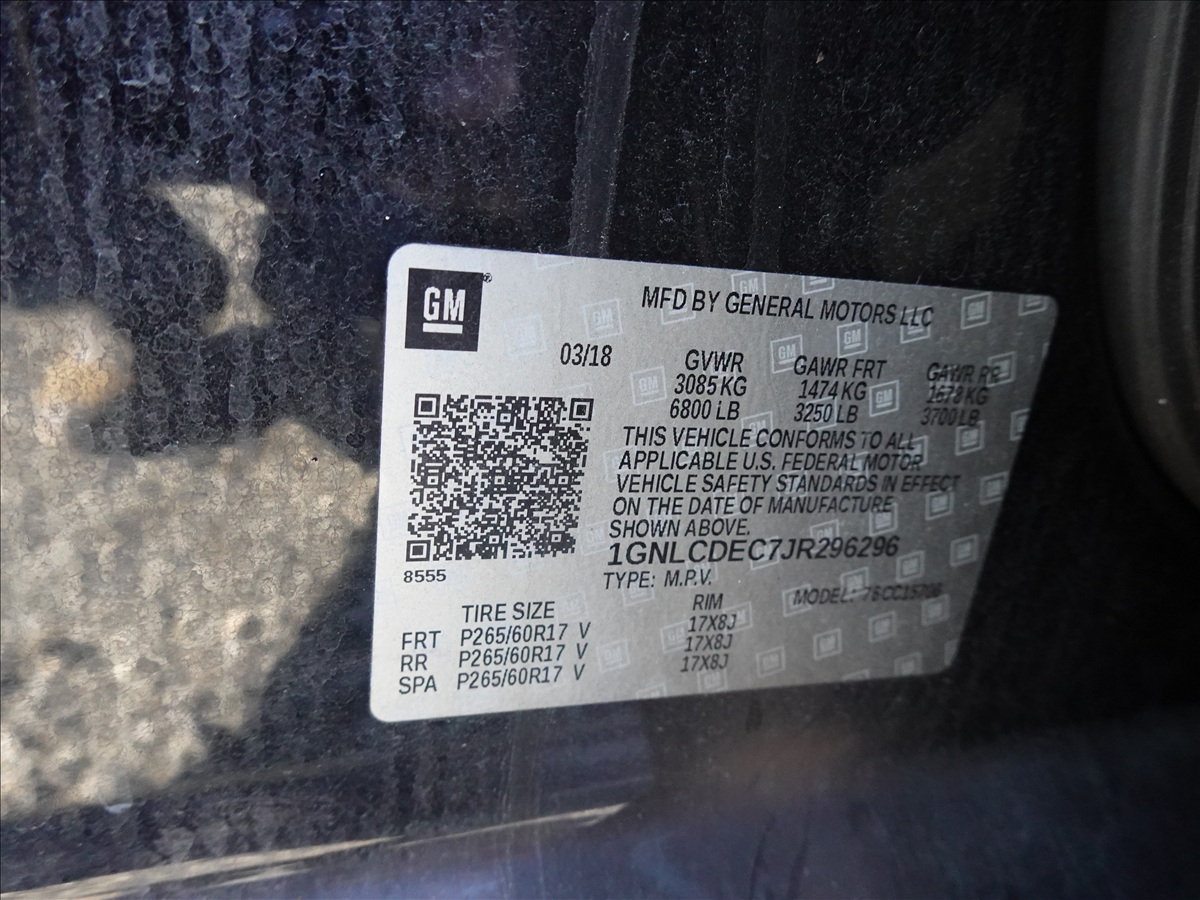 GM
MFD BY GENERAL MOTORS LLC
03/18 GVWR GAWR FRT GAWR RR
3085 KG 1474 KG 1678 KG
6800 LB 3250 LB 3700 LB
THIS VEHICLE CONFORMS TO ALL
APPLICABLE U.S. FEDERAL MOTOR
VEHICLE SAFETY STANDARDS IN EFFECT
ON THE DATE OF MANUFACTURE
SHOWN ABOVE.
1GNLCDEC7JR296296
8555
TYPE: M.P.V. MODEL:
TIRE SIZE RIM
FRT P265/60R17 V 17X8J
RR P265/60R17 V 17X8J
SPA P265/60R17 V 17X8J